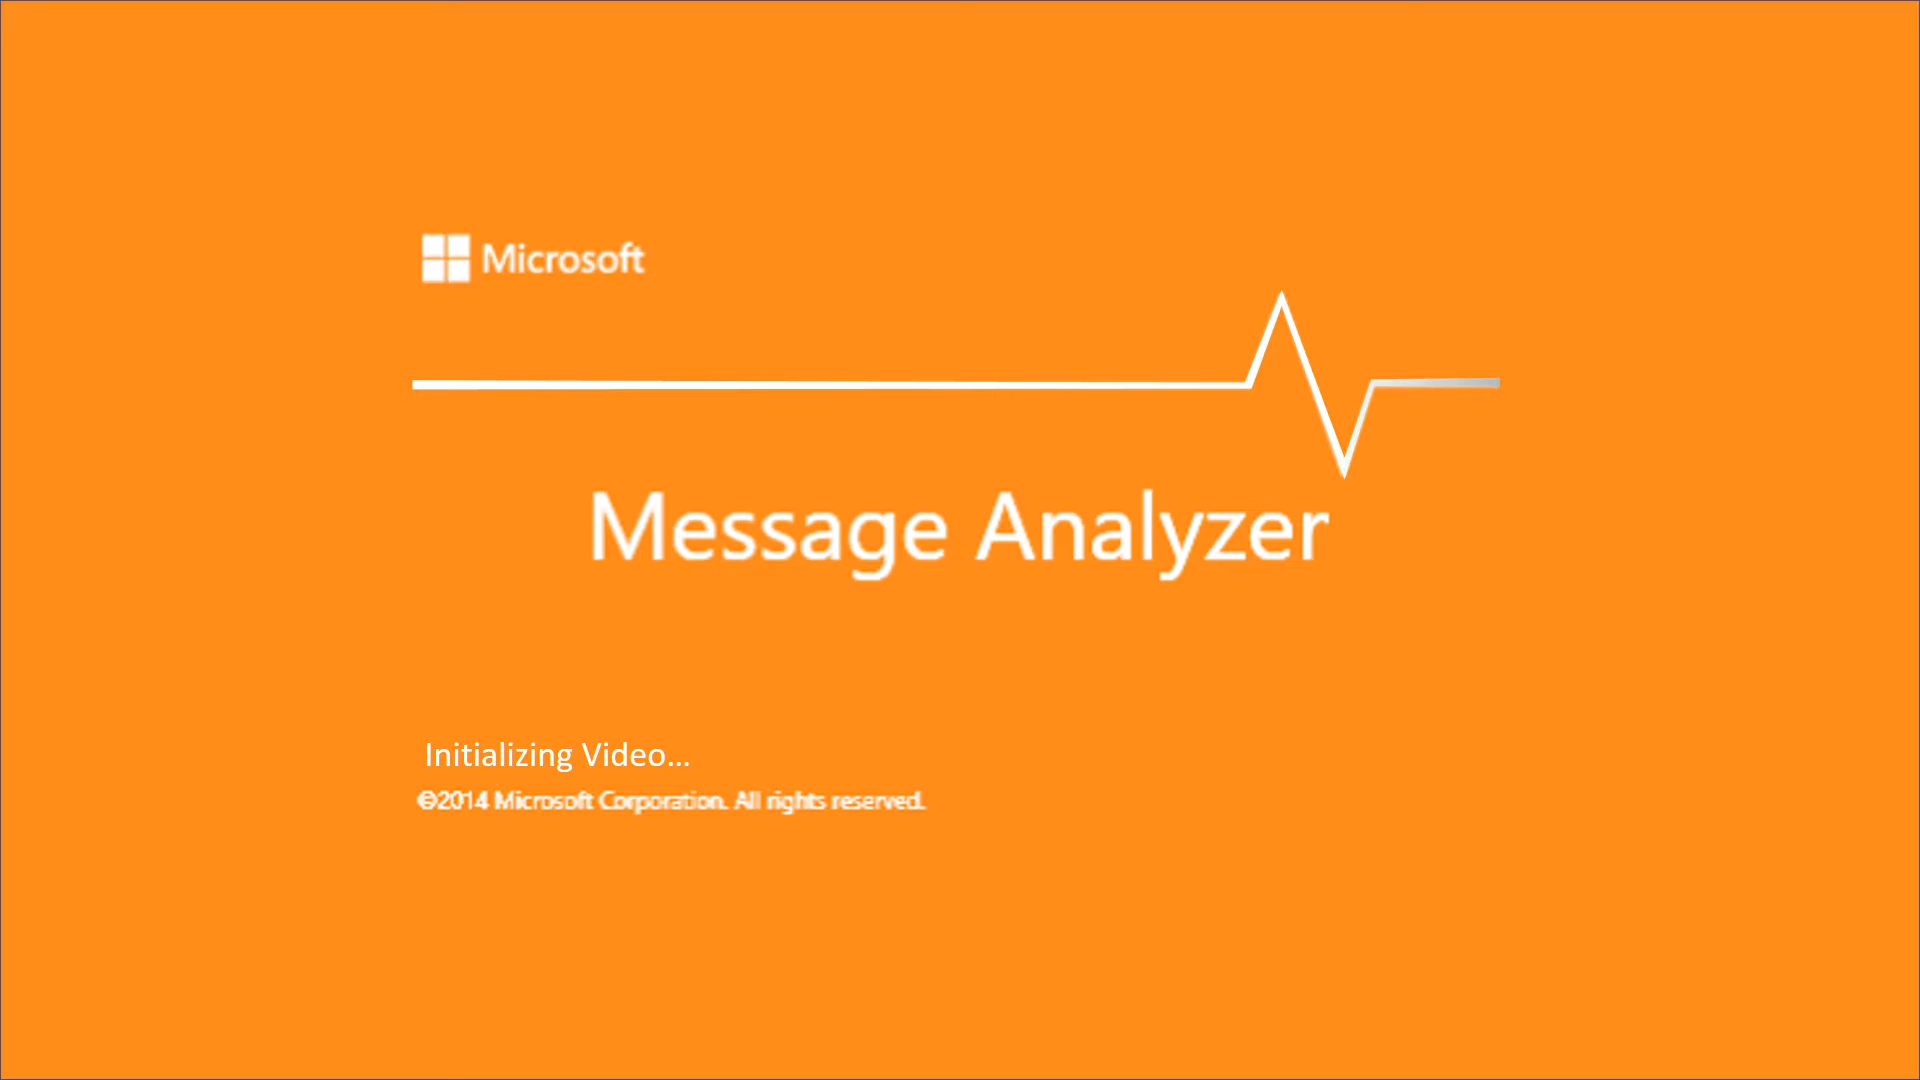 Microsoft
Message Analyzer
Initializing Video...
©2014 Microsoft Corporation. All rights reserved.